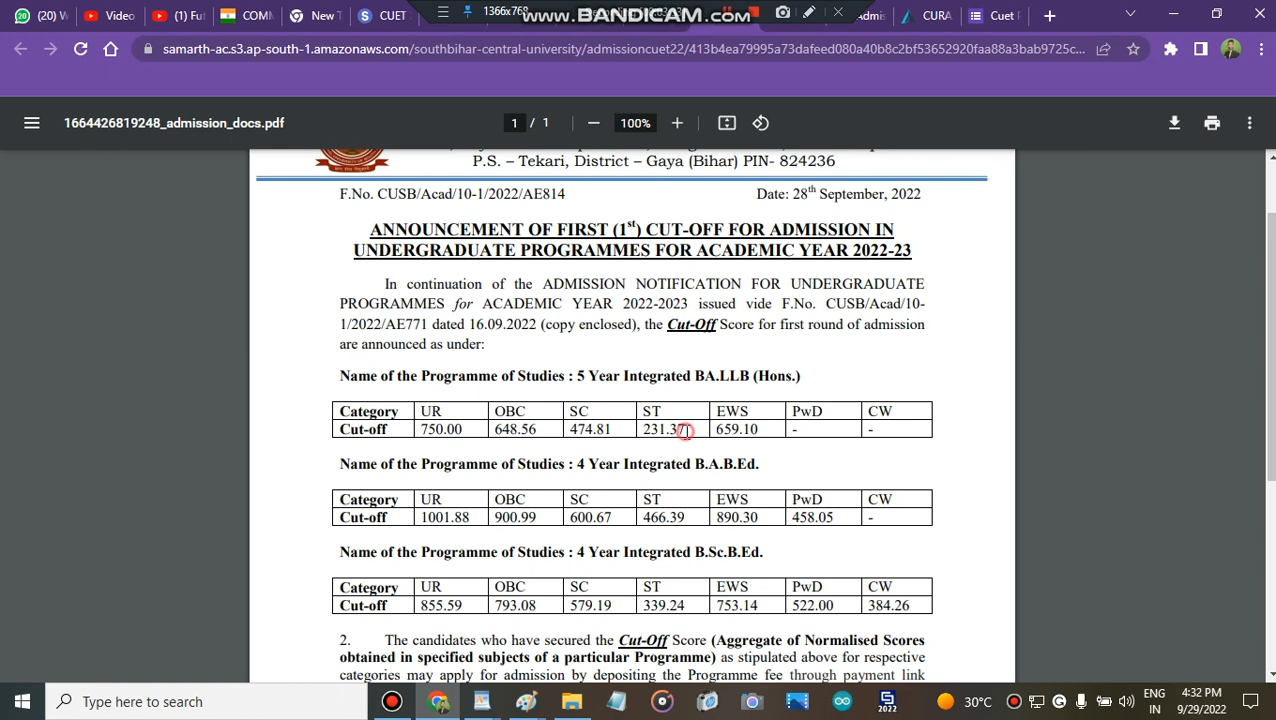 (20) W
Video
(1) Fut
COMM
New T
CUET
1366x768
www.BANDICAM.com
Admis
CURA
Cuet F
samarth-ac.s3.ap-south-1.amazonaws.com/southbihar-central-university/admissioncuet22/413b4ea79995a73dafeed080a40b8c2bf53652920faa88a3bab9725c...
1664426819248_admission_docs.pdf
1 / 1
100%
P.S. – Tekari, District – Gaya (Bihar) PIN- 824236
F.No. CUSB/Acad/10-1/2022/AE814 Date: 28th September, 2022
ANNOUNCEMENT OF FIRST (1st) CUT-OFF FOR ADMISSION IN
UNDERGRADUATE PROGRAMMES FOR ACADEMIC YEAR 2022-23
In continuation of the ADMISSION NOTIFICATION FOR UNDERGRADUATE
PROGRAMMES for ACADEMIC YEAR 2022-2023 issued vide F.No. CUSB/Acad/10-
1/2022/AE771 dated 16.09.2022 (copy enclosed), the Cut-Off Score for first round of admission
are announced as under:
Name of the Programme of Studies : 5 Year Integrated BA.LLB (Hons.)
Category UR OBC SC ST EWS PwD CW
Cut-off 750.00 648.56 474.81 231.37 659.10 - -
Name of the Programme of Studies : 4 Year Integrated B.A.B.Ed.
Category UR OBC SC ST EWS PwD CW
Cut-off 1001.88 900.99 600.67 466.39 890.30 458.05 -
Name of the Programme of Studies : 4 Year Integrated B.Sc.B.Ed.
Category UR OBC SC ST EWS PwD CW
Cut-off 855.59 793.08 579.19 339.24 753.14 522.00 384.26
2. The candidates who have secured the Cut-Off Score (Aggregate of Normalised Scores
obtained in specified subjects of a particular Programme) as stipulated above for respective
categories may apply for admission by depositing the Programme fee through payment link
Type here to search
2022
30°C
ENG
IN
4:32 PM
9/29/2022